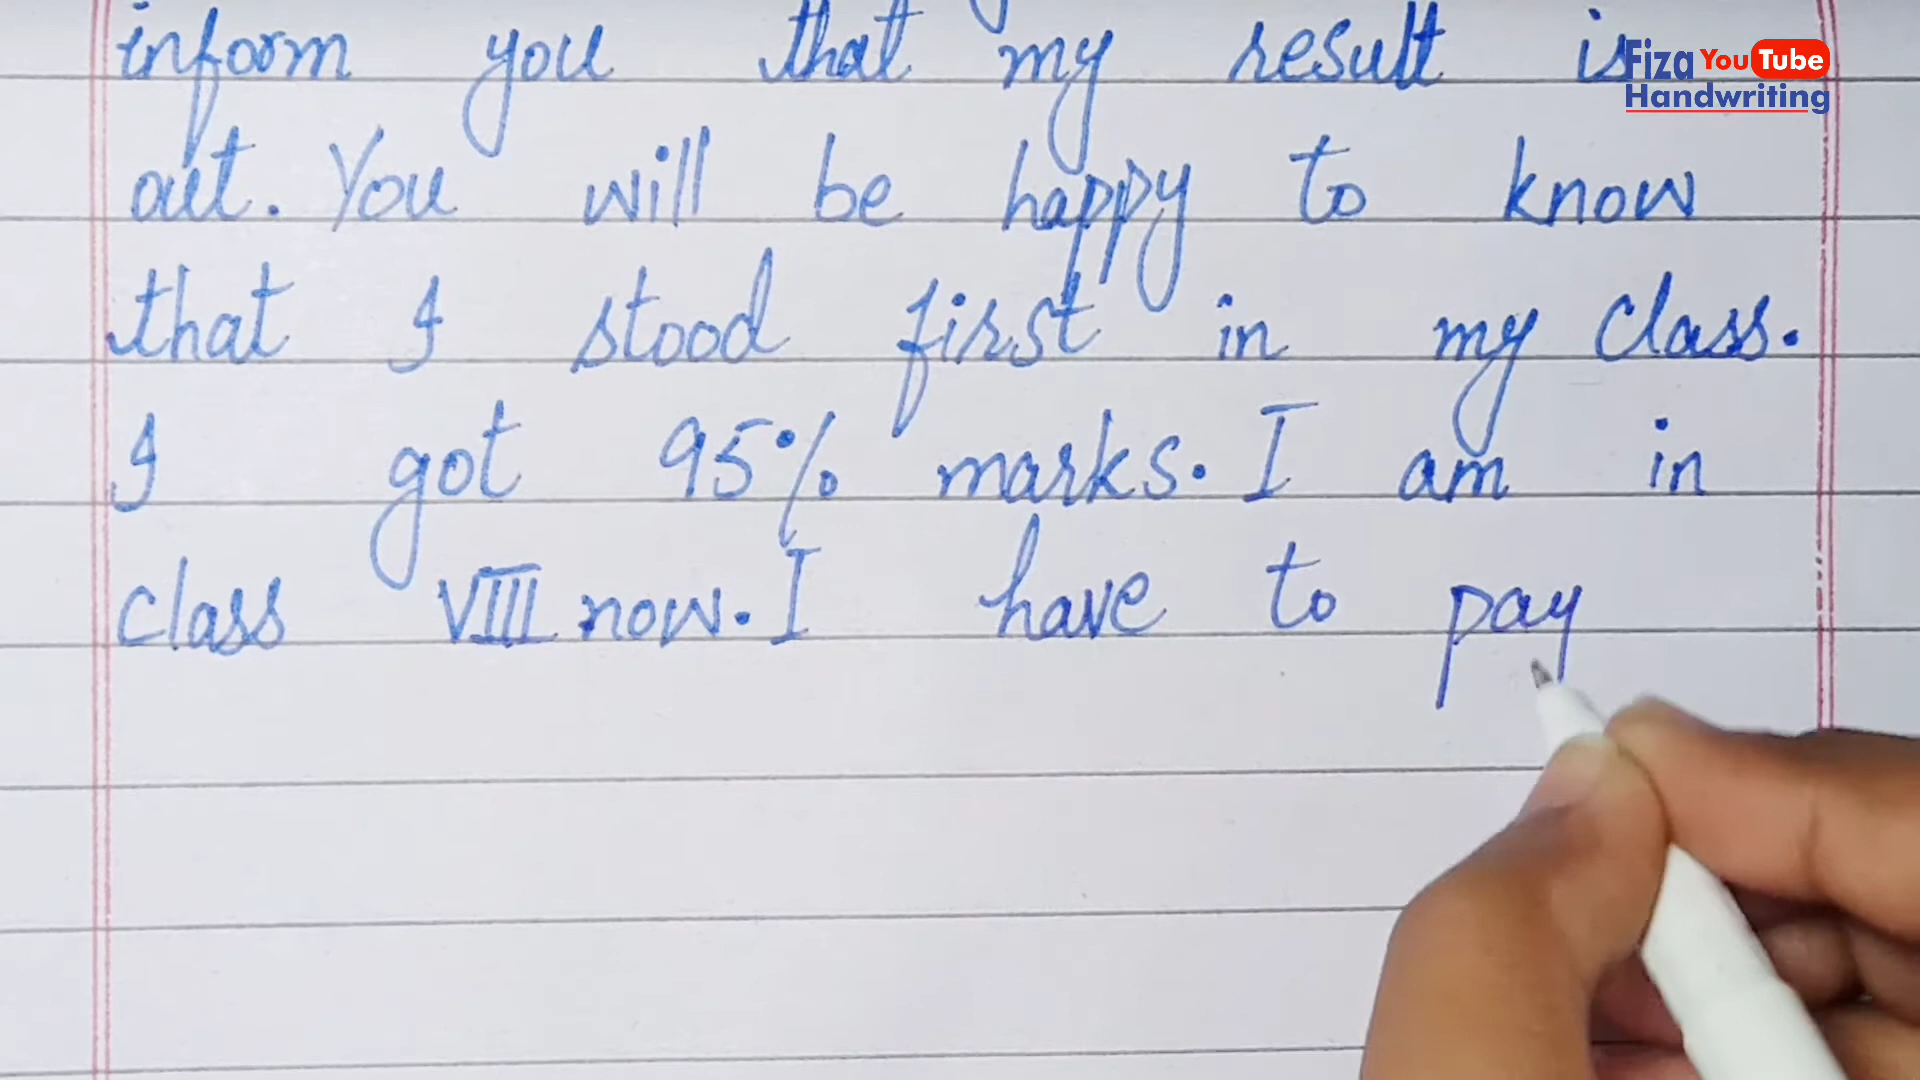 inform you that my result is
Fiza YouTube
Handwriting
out. You will be happy to know
that I stood first in my class.
I got 95% marks. I am in
class VIII now. I have to pay